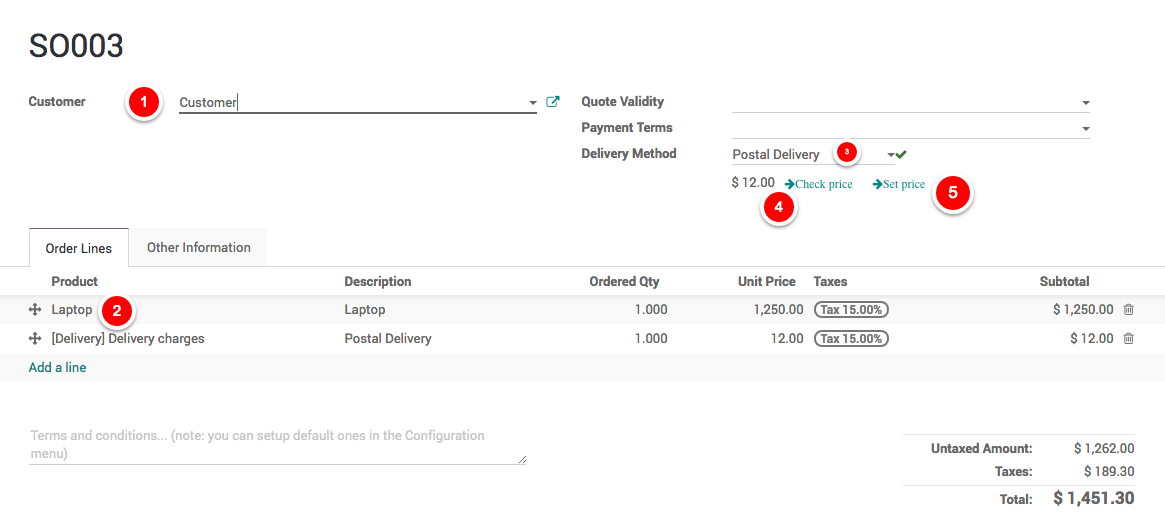 SO003
Customer 1 Customer
Quote Validity
Payment Terms
Delivery Method Postal Delivery 3
$ 12.00 Check price Set price 5
4
Order Lines Other Information
Product Description Ordered Qty Unit Price Taxes Subtotal
Laptop 2 Laptop 1.000 1,250.00 Tax 15.00% $ 1,250.00
[Delivery] Delivery charges Postal Delivery 1.000 12.00 Tax 15.00% $ 12.00
Add a line
Terms and conditions... (note: you can setup default ones in the Configuration
menu)
Untaxed Amount: $ 1,262.00
Taxes: $ 189.30
Total: $ 1,451.30